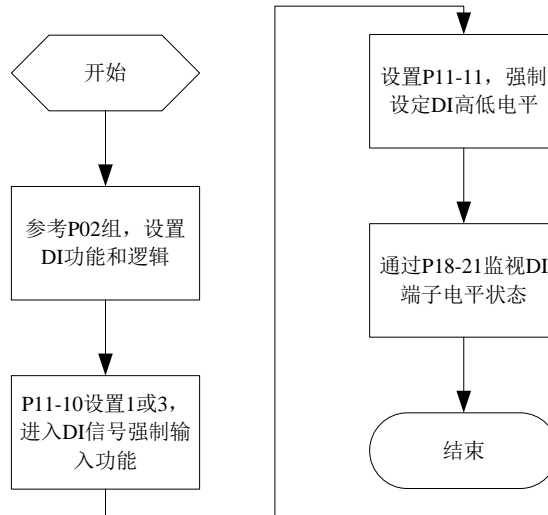 开始
参考P02组，设置
DI功能和逻辑
P11-10设置1或3，
进入DI信号强制输
入功能
设置P11-11，强制
设定DI高低电平
通过P18-21监视DI
端子电平状态
结束